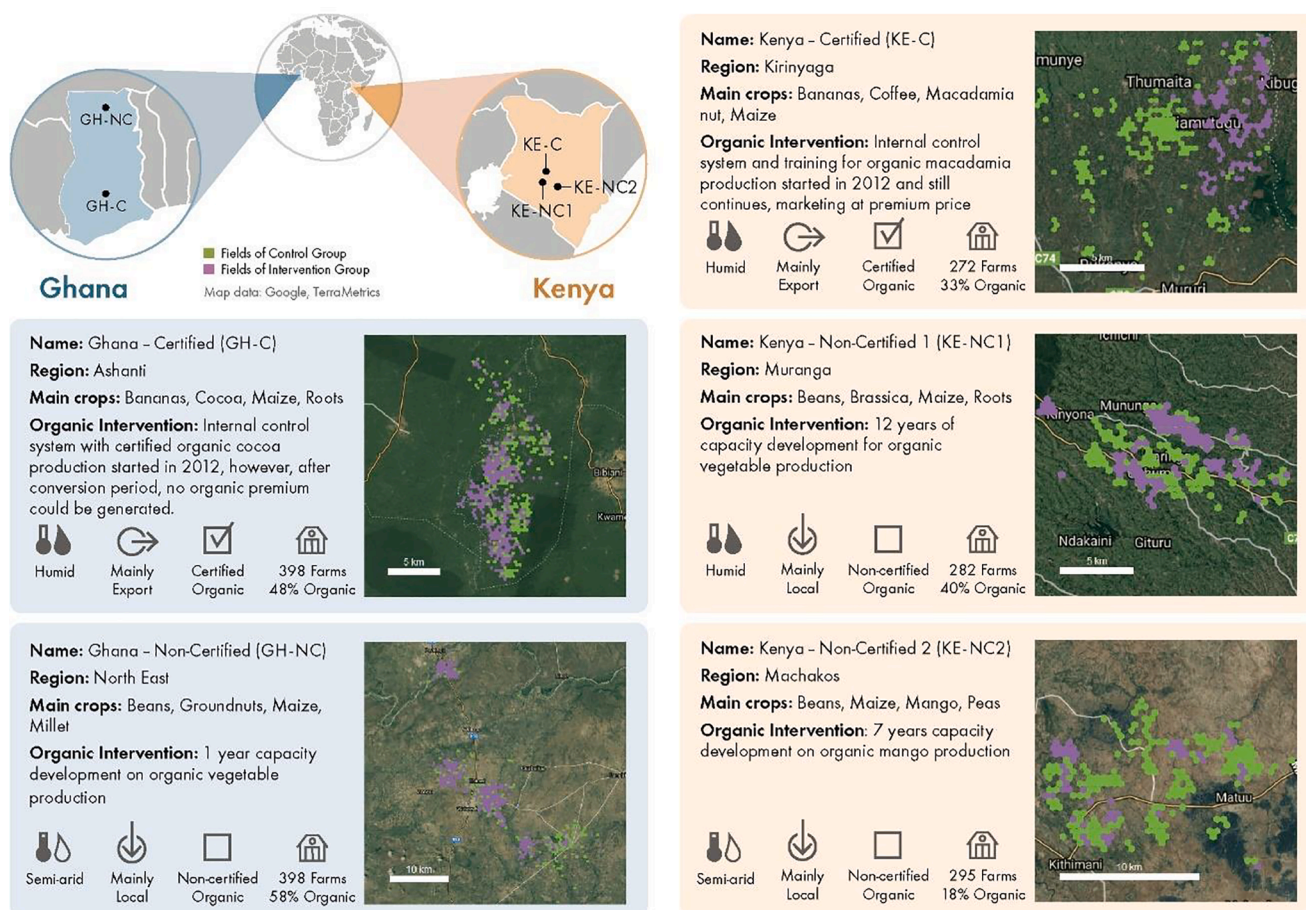 GH-NC
GH-C
KE-C
KE-NC2
KE-NC1
Fields of Control Group
Fields of Intervention Group
Map data: Google, TerraMetrics
Ghana
Kenya
Name: Kenya – Certified (KE-C)
Region: Kirinyaga
Main crops: Bananas, Coffee, Macadamia
nut, Maize
Organic Intervention: Internal control
system and training for organic macadamia
production started in 2012 and still
continues, marketing at premium price
Humid
Mainly
Export
Certified
Organic
272 Farms
33% Organic
munye
Thumaita
Kibug
iamutugu
C74
5 km
Mururi
Name: Ghana – Certified (GH-C)
Region: Ashanti
Main crops: Bananas, Cocoa, Maize, Roots
Organic Intervention: Internal control
system with certified organic cocoa
production started in 2012, however, after
conversion period, no organic premium
could be generated.
Humid
Mainly
Export
Certified
Organic
398 Farms
48% Organic
Bibiani
Kwam
5 km
Name: Kenya – Non-Certified 1 (KE-NC1)
Region: Muranga
Main crops: Beans, Brassica, Maize, Roots
Organic Intervention: 12 years of
capacity development for organic
vegetable production
Humid
Mainly
Local
Non-certified
Organic
282 Farms
40% Organic
Kinyona
Ndakaini
Gituru
5 km
Name: Ghana – Non-Certified (GH-NC)
Region: North East
Main crops: Beans, Groundnuts, Maize,
Millet
Organic Intervention: 1 year capacity
development on organic vegetable
production
Semi-arid
Mainly
Local
Non-certified
Organic
398 Farms
58% Organic
10 km
Name: Kenya – Non-Certified 2 (KE-NC2)
Region: Machakos
Main crops: Beans, Maize, Mango, Peas
Organic Intervention: 7 years capacity
development on organic mango production
Semi-arid
Mainly
Local
Non-certified
Organic
295 Farms
18% Organic
Matuu
Kithimani
10 km